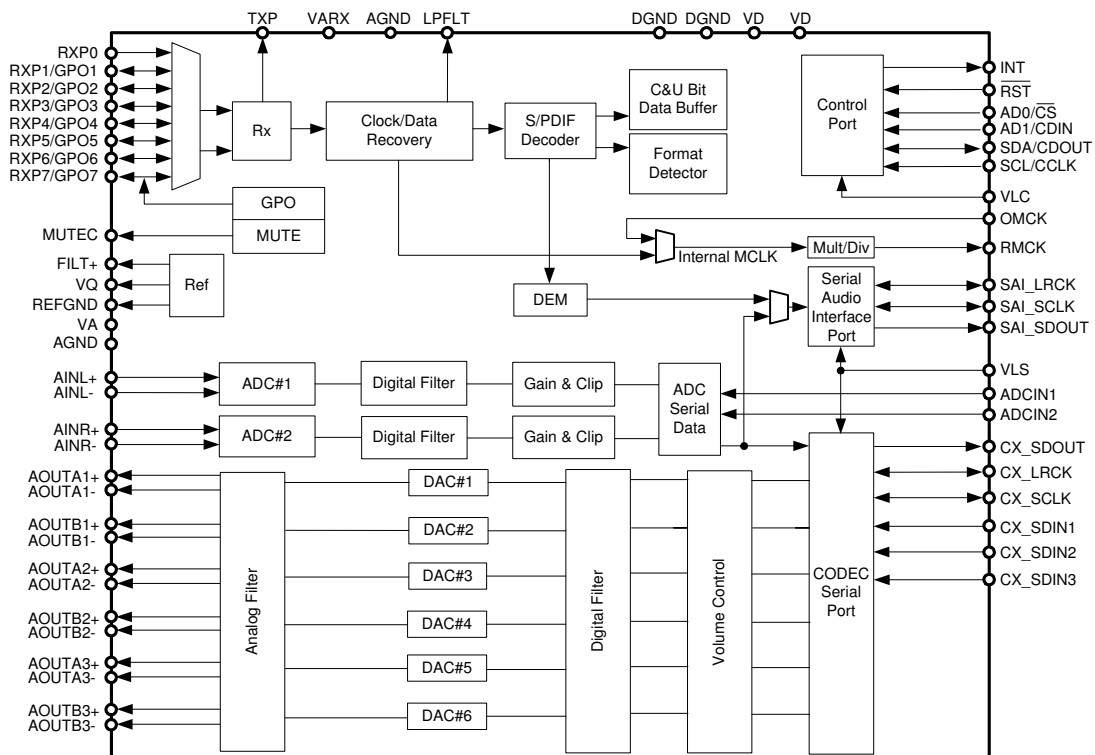 TXP
VARX
AGND
LPFLT
DGND
DGND
VD
VD
RXP0
RXP1/GPO1
RXP2/GPO2
RXP3/GPO3
RXP4/GPO4
RXP5/GPO5
RXP6/GPO6
RXP7/GPO7
MUTEC
FILT+
VQ
REFGND
VA
AGND
AINL+
AINL-
AINR+
AINR-
AOUTA1+
AOUTA1-
AOUTB1+
AOUTB1-
AOUTA2+
AOUTA2-
AOUTB2+
AOUTB2-
AOUTA3+
AOUTA3-
AOUTB3+
AOUTB3-
Rx
Clock/Data
Recovery
S/PDIF
Decoder
C&U Bit
Data Buffer
Format
Detector
GPO
MUTE
Ref
Internal MCLK
Mult/Div
DEM
Serial
Audio
Interface
Port
Control
Port
ADC#1
Digital Filter
Gain & Clip
ADC#2
Digital Filter
Gain & Clip
ADC
Serial
Data
Analog Filter
DAC#1
DAC#2
DAC#3
DAC#4
DAC#5
DAC#6
Digital Filter
Volume Control
CODEC
Serial
Port
INT
RST
AD0/CS
AD1/CDIN
SDA/CDOUT
SCL/CCLK
VLC
OMCK
RMCK
SAI_LRCK
SAI_SCLK
SAI_SDOUT
VLS
ADCIN1
ADCIN2
CX_SDOUT
CX_LRCK
CX_SCLK
CX_SDIN1
CX_SDIN2
CX_SDIN3